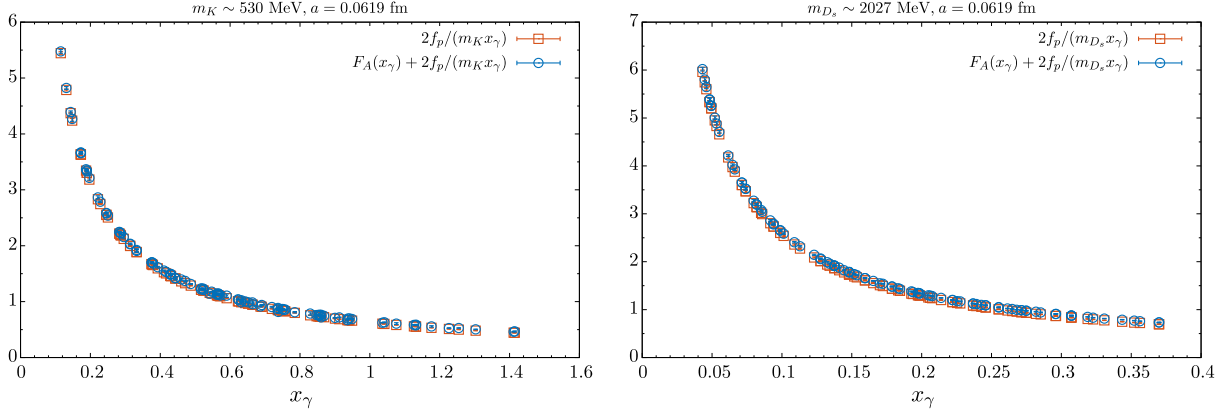 m_K ∼ 530 MeV, a = 0.0619 fm
2f_p/(m_K x_γ)
F_A(x_γ) + 2f_p/(m_K x_γ)
6
5
4
3
2
1
0
0 0.2 0.4 0.6 0.8 1 1.2 1.4 1.6
x_γ
m_{D_s} ∼ 2027 MeV, a = 0.0619 fm
2f_p/(m_{D_s} x_γ)
F_A(x_γ) + 2f_p/(m_{D_s} x_γ)
7
6
5
4
3
2
1
0
0 0.05 0.1 0.15 0.2 0.25 0.3 0.35 0.4
x_γ